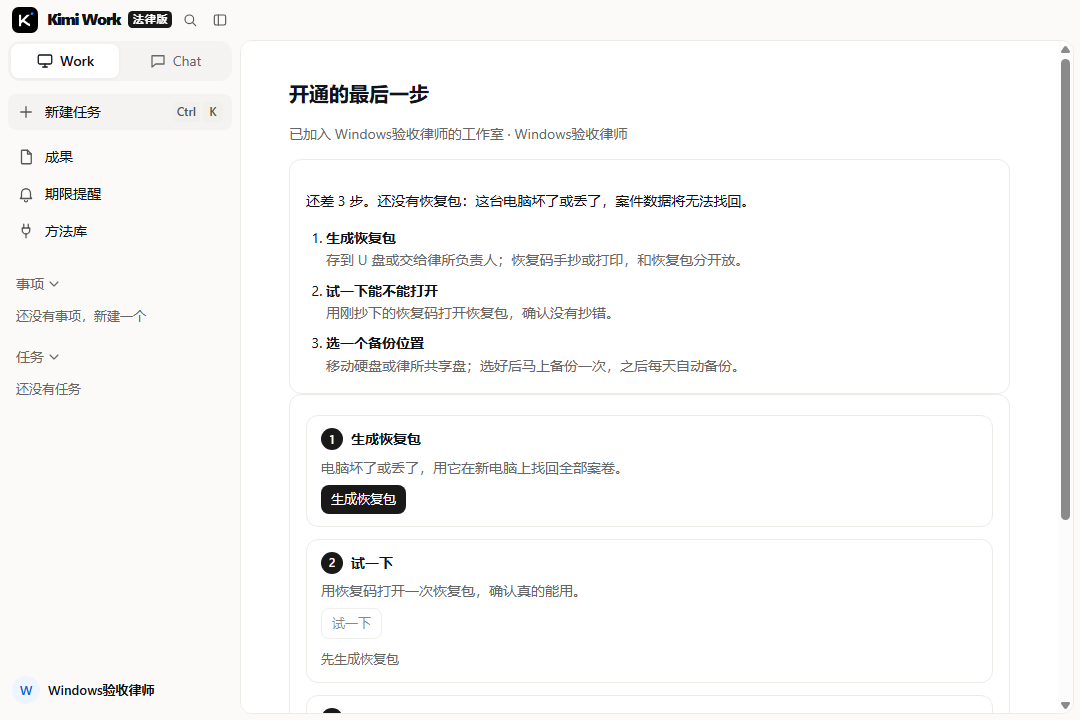 Kimi Work 法律版
Work
Chat
新建任务 Ctrl K
成果
期限提醒
方法库
事项
还没有事项，新建一个
任务
还没有任务
Windows验收律师
开通的最后一步
已加入 Windows验收律师的工作室 · Windows验收律师
还差 3 步。还没有恢复包：这台电脑坏了或丢了，案件数据将无法找回。
1. 生成恢复包
存到 U 盘或交给律所负责人；恢复码手抄或打印，和恢复包分开放。
2. 试一下能不能打开
用刚抄下的恢复码打开恢复包，确认没有抄错。
3. 选一个备份位置
移动硬盘或律所共享盘；选好后马上备份一次，之后每天自动备份。
1 生成恢复包
电脑坏了或丢了，用它在新电脑上找回全部案卷。
生成恢复包
2 试一下
用恢复码打开一次恢复包，确认真的能用。
试一下
先生成恢复包
W